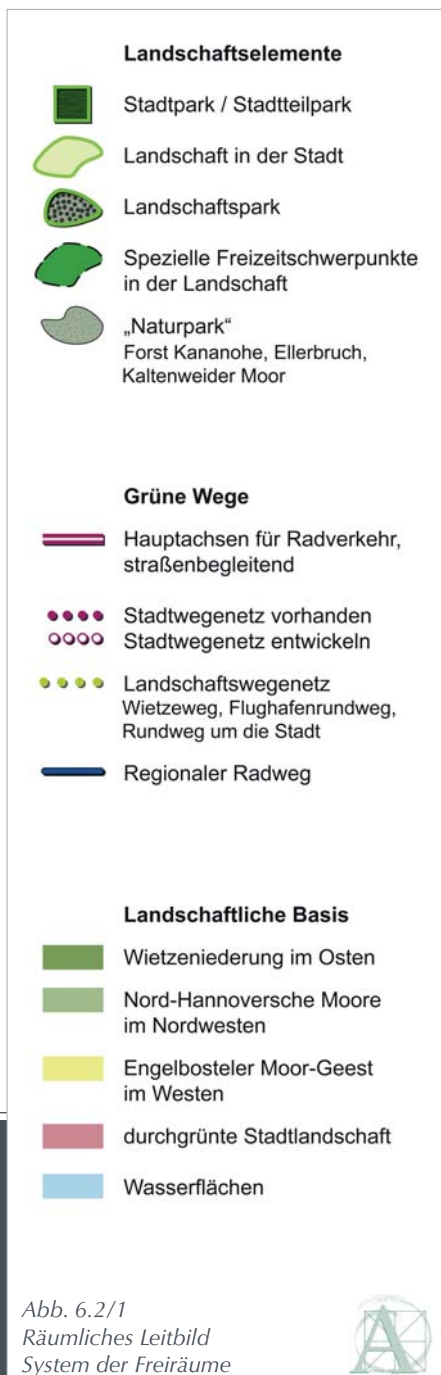 Landschaftselemente
Stadtpark / Stadtteilpark
Landschaft in der Stadt
Landschaftspark
Spezielle Freizeitschwerpunkte
in der Landschaft
„Naturpark“
Forst Kananohe, Ellerbruch,
Kaltenweider Moor
Grüne Wege
Hauptachsen für Radverkehr,
straßenbegleitend
Stadtwegenetz vorhanden
Stadtwegenetz entwickeln
Landschaftswegenetz
Wietzeweg, Flughafenrundweg,
Rundweg um die Stadt
Regionaler Radweg
Landschaftliche Basis
Wietzeniederung im Osten
Nord-Hannoversche Moore
im Nordwesten
Engelbosteler Moor-Geest
im Westen
durchgrünte Stadtlandschaft
Wasserflächen
Abb. 6.2/1
Räumliches Leitbild
System der Freiräume
A